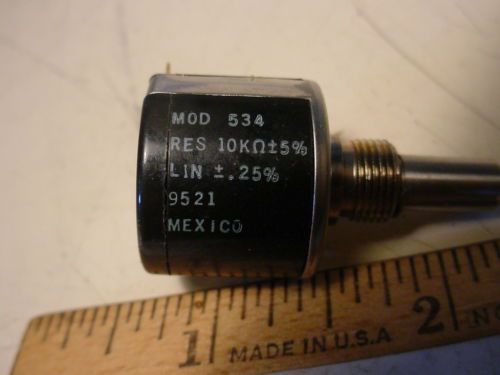 MOD 534
RES 10KΩ±5%
LIN ±.25%
9521
MEXICO
1 2
MADE IN U.S.A